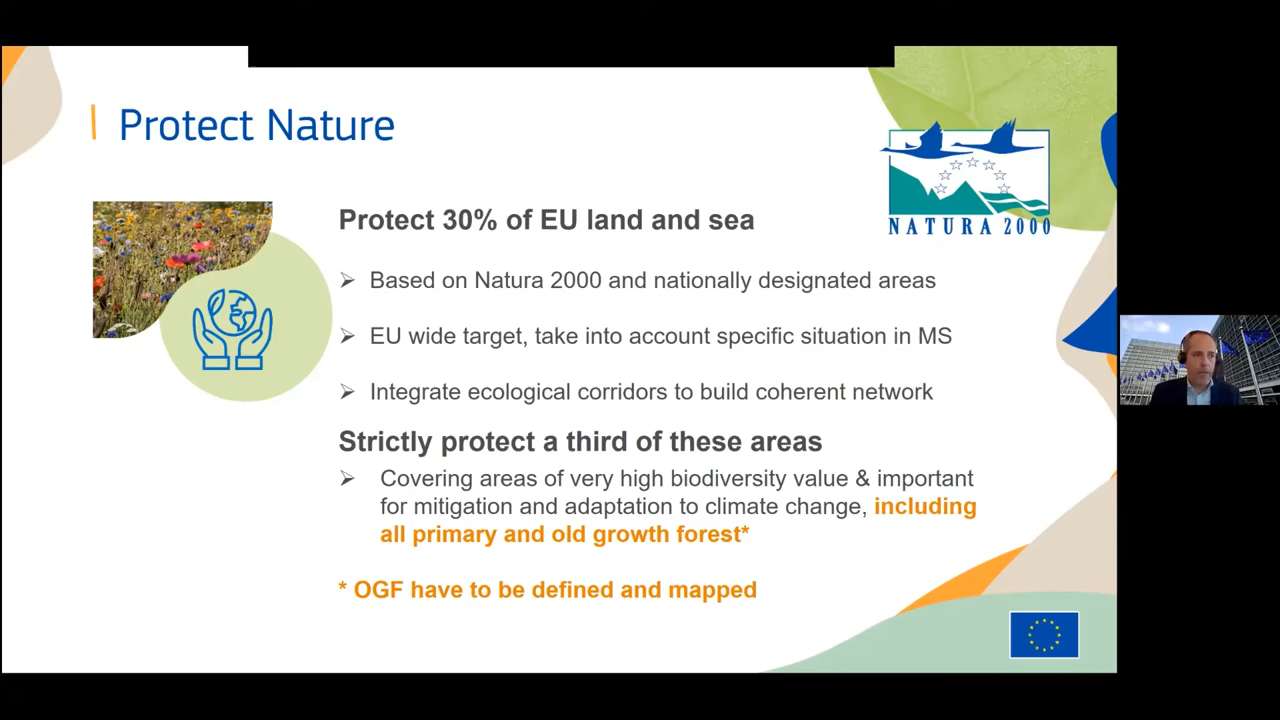 Protect Nature
NATURA 2000
Protect 30% of EU land and sea
Based on Natura 2000 and nationally designated areas
EU wide target, take into account specific situation in MS
Integrate ecological corridors to build coherent network
Strictly protect a third of these areas
Covering areas of very high biodiversity value & important
for mitigation and adaptation to climate change, including
all primary and old growth forest*
* OGF have to be defined and mapped